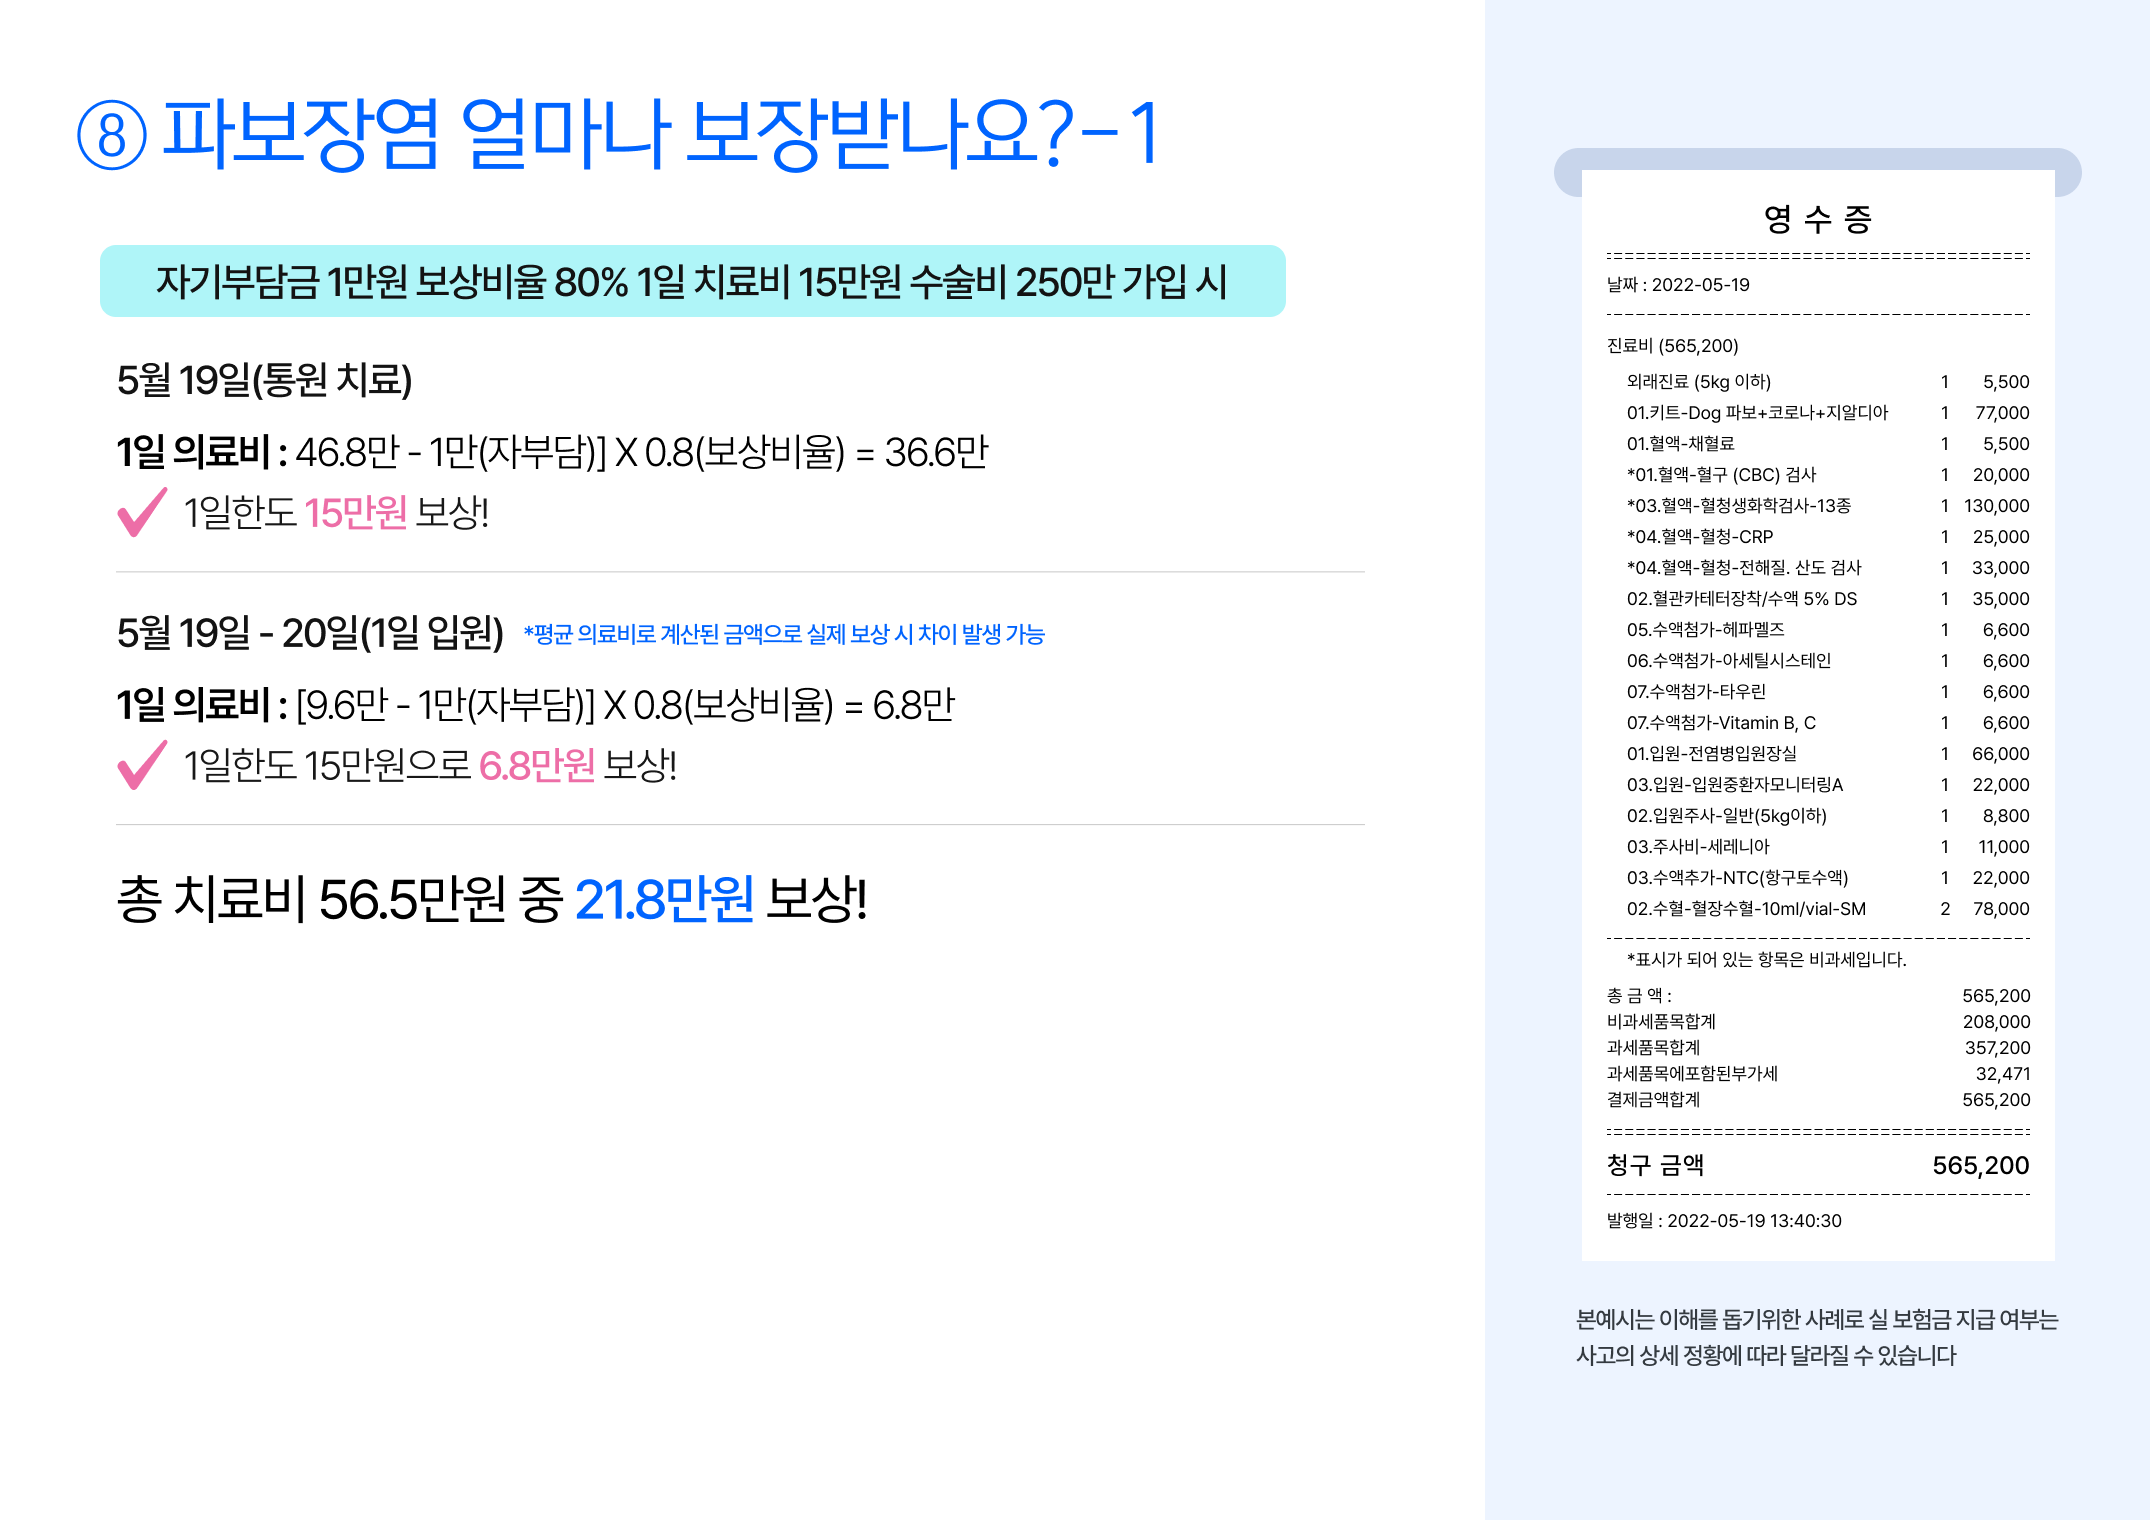 ⑧ 파보장염 얼마나 보장받나요?-1
자기부담금 1만원 보상비율 80% 1일 치료비 15만원 수술비 250만 가입 시
5월 19일(통원 치료)
1일 의료비 : 46.8만 - 1만(자부담)] X 0.8(보상비율) = 36.6만
1일한도 15만원 보상!
5월 19일 - 20일(1일 입원) *평균 의료비로 계산된 금액으로 실제 보상 시 차이 발생 가능
1일 의료비 : [9.6만 - 1만(자부담)] X 0.8(보상비율) = 6.8만
1일한도 15만원으로 6.8만원 보상!
총 치료비 56.5만원 중 21.8만원 보상!
영 수 증
날짜 : 2022-05-19
진료비 (565,200)
외래진료 (5kg 이하) 1 5,500
01.키트-Dog 파보+코로나+지알디아 1 77,000
01.혈액-채혈료 1 5,500
*01.혈액-혈구 (CBC) 검사 1 20,000
*03.혈액-혈청생화학검사-13종 1 130,000
*04.혈액-혈청-CRP 1 25,000
*04.혈액-혈청-전해질. 산도 검사 1 33,000
02.혈관카테터장착/수액 5% DS 1 35,000
05.수액첨가-헤파멜즈 1 6,600
06.수액첨가-아세틸시스테인 1 6,600
07.수액첨가-타우린 1 6,600
07.수액첨가-Vitamin B, C 1 6,600
01.입원-전염병입원장실 1 66,000
03.입원-입원중환자모니터링A 1 22,000
02.입원주사-일반(5kg이하) 1 8,800
03.주사비-세레니아 1 11,000
03.수액추가-NTC(항구토수액) 1 22,000
02.수혈-혈장수혈-10ml/vial-SM 2 78,000
*표시가 되어 있는 항목은 비과세입니다.
총 금 액 : 565,200
비과세품목합계 208,000
과세품목합계 357,200
과세품목에포함된부가세 32,471
결제금액합계 565,200
청구 금액 565,200
발행일 : 2022-05-19 13:40:30
본예시는 이해를 돕기위한 사례로 실 보험금 지급 여부는
사고의 상세 정황에 따라 달라질 수 있습니다